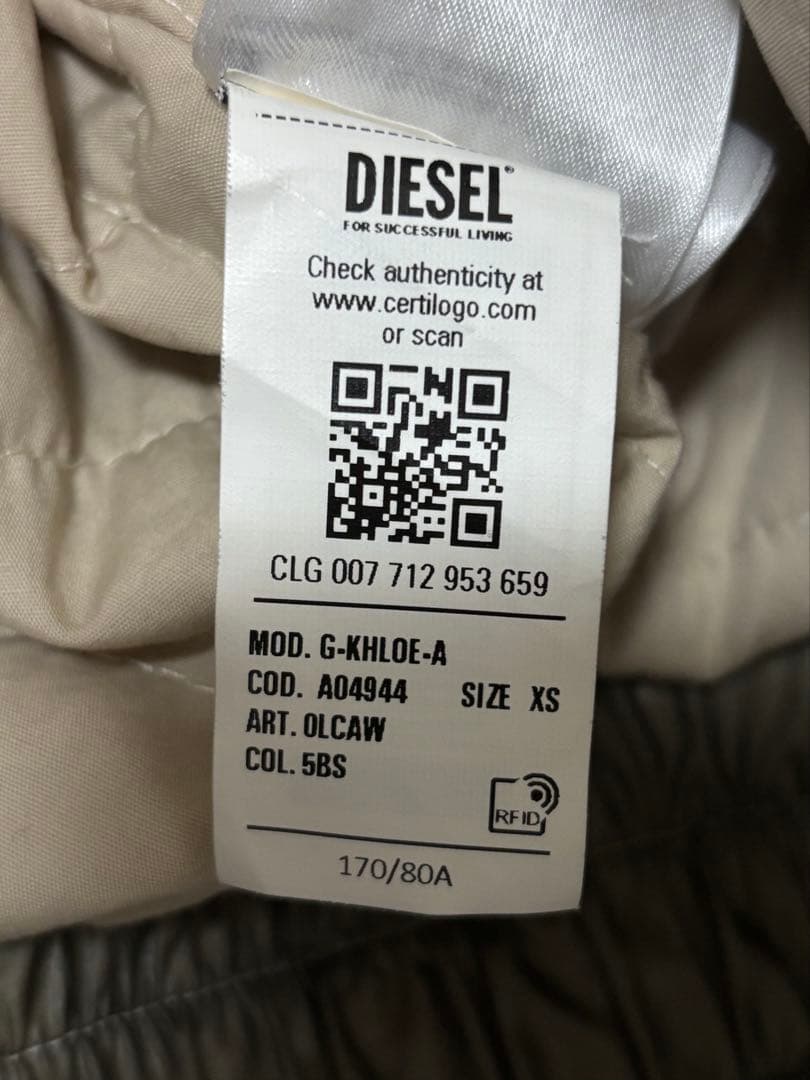 DIESEL®
FOR SUCCESSFUL LIVING
Check authenticity at
www.certilogo.com
or scan
CLG 007 712 953 659
MOD. G-KHLOE-A
COD. A04944 SIZE XS
ART. OLCAW
COL. 5BS
RFID
170/80A